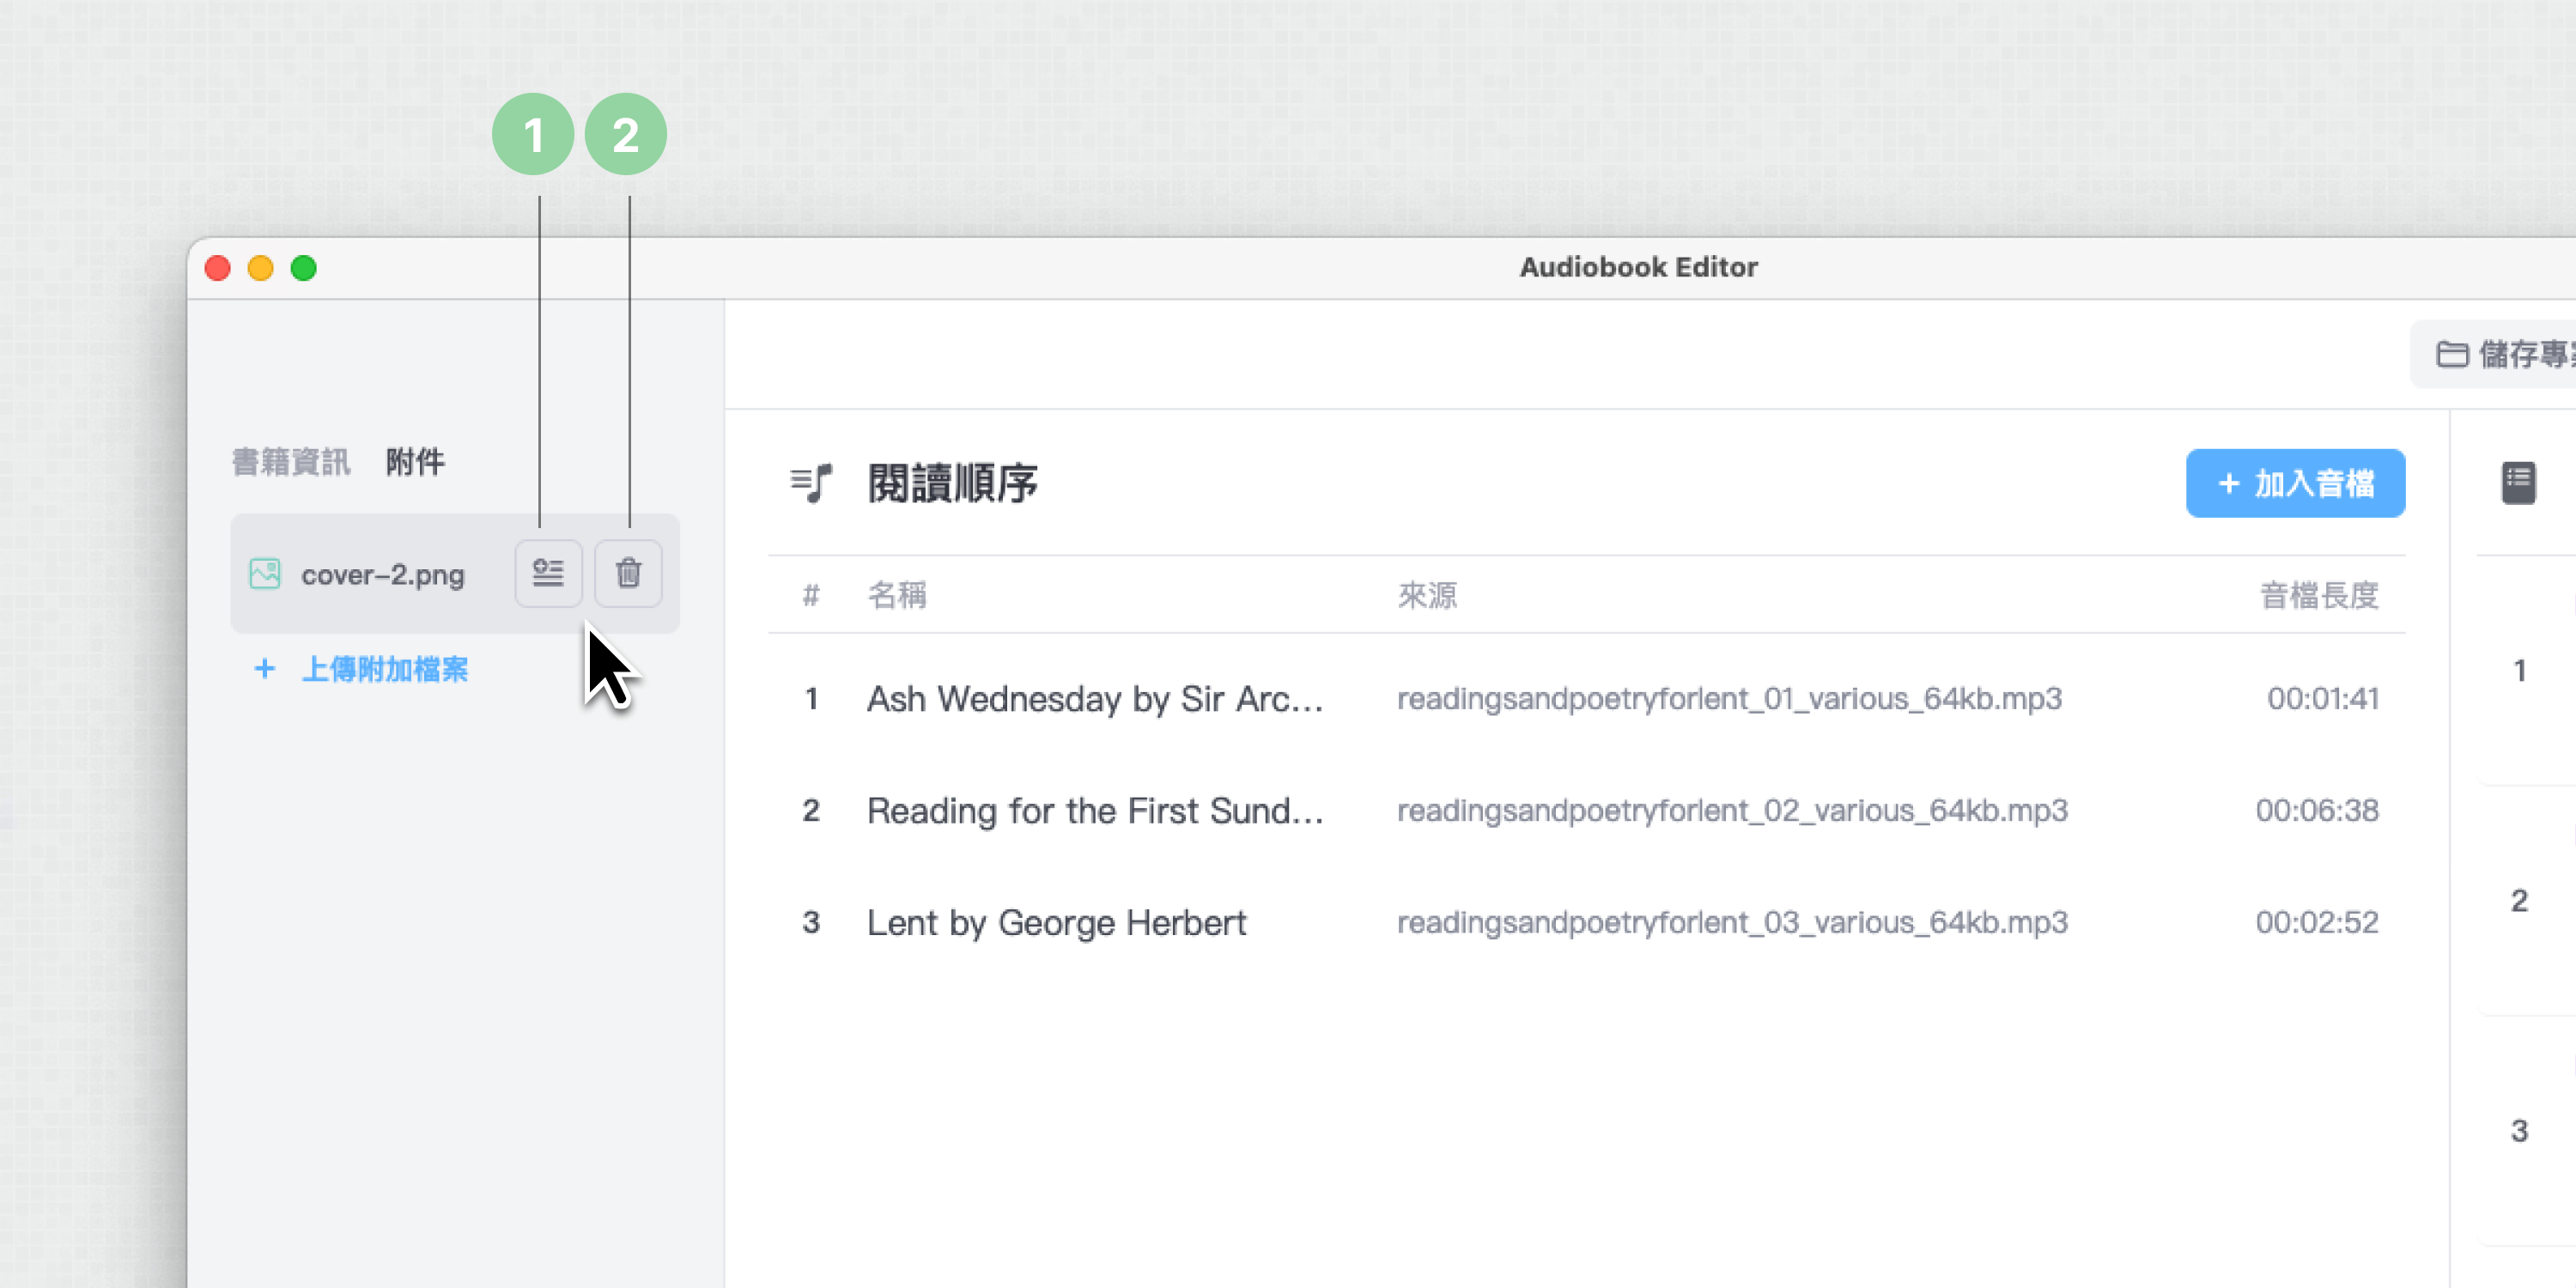 1 2
Audiobook Editor
儲存專
書籍資訊 附件
閱讀順序
+ 加入音檔
cover-2.png
+ 上傳附加檔案
# 名稱 來源 音檔長度
1 Ash Wednesday by Sir Arc... readingsandpoetryforlent_01_various_64kb.mp3 00:01:41
2 Reading for the First Sund... readingsandpoetryforlent_02_various_64kb.mp3 00:06:38
3 Lent by George Herbert readingsandpoetryforlent_03_various_64kb.mp3 00:02:52
1
2
3